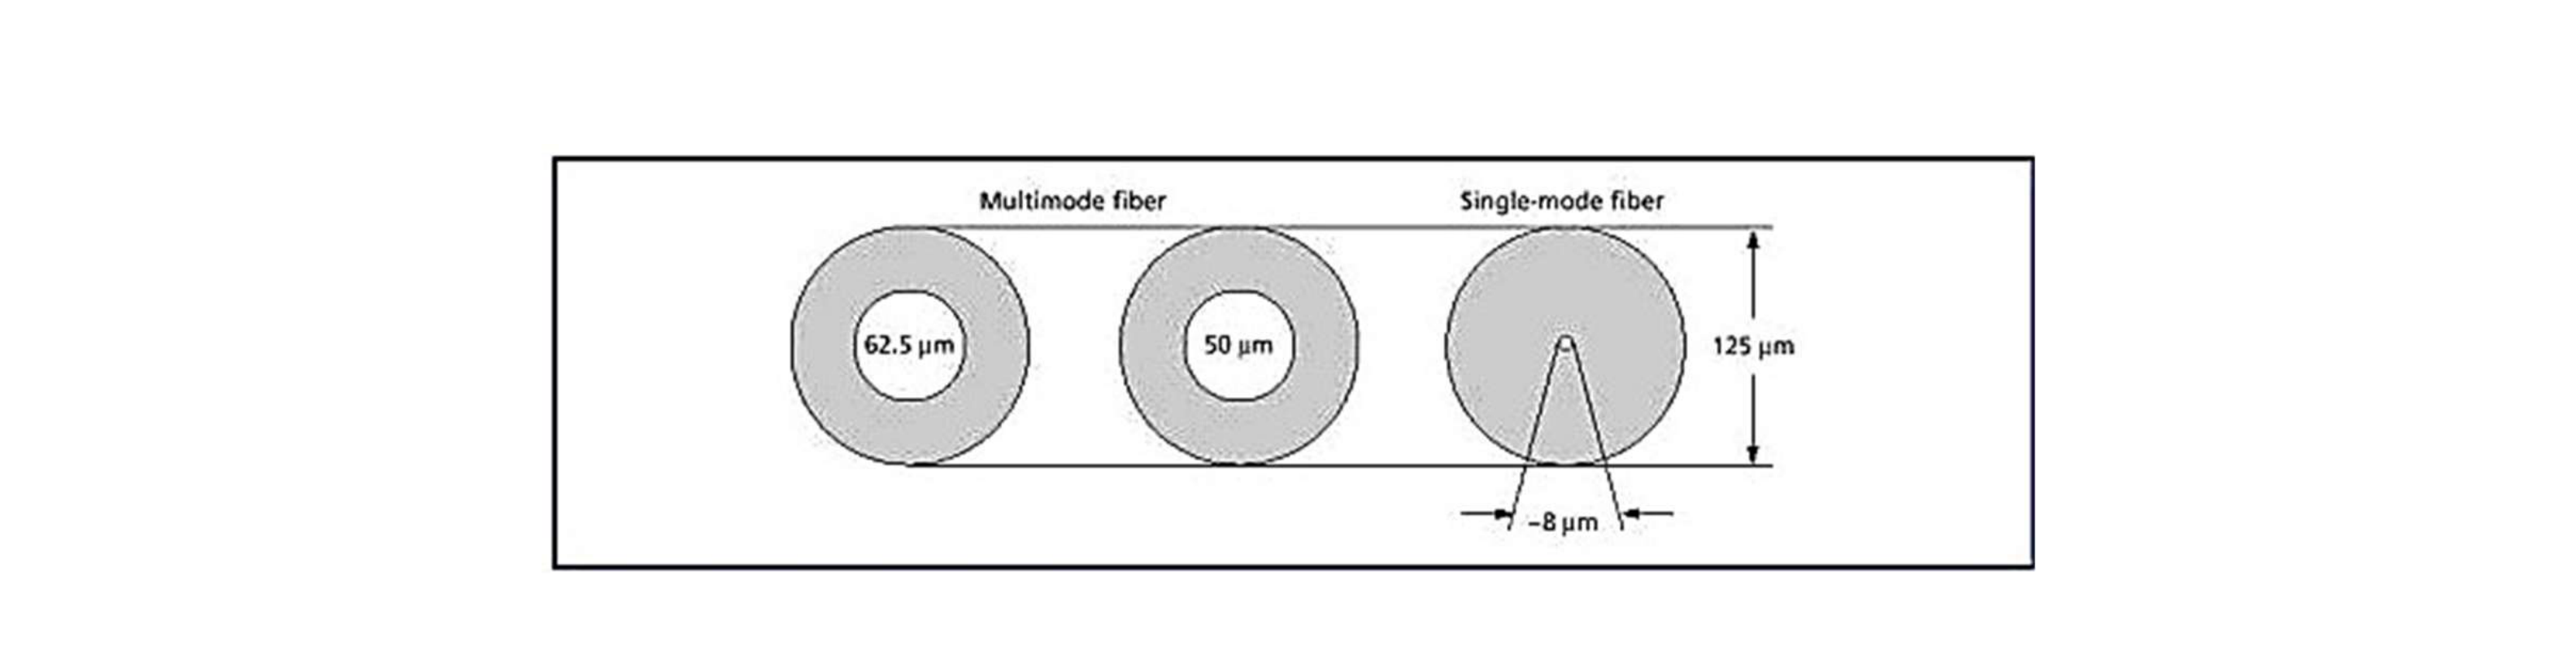 Multimode fiber
Single-mode fiber
62.5 µm
50 µm
125 µm
~8 µm